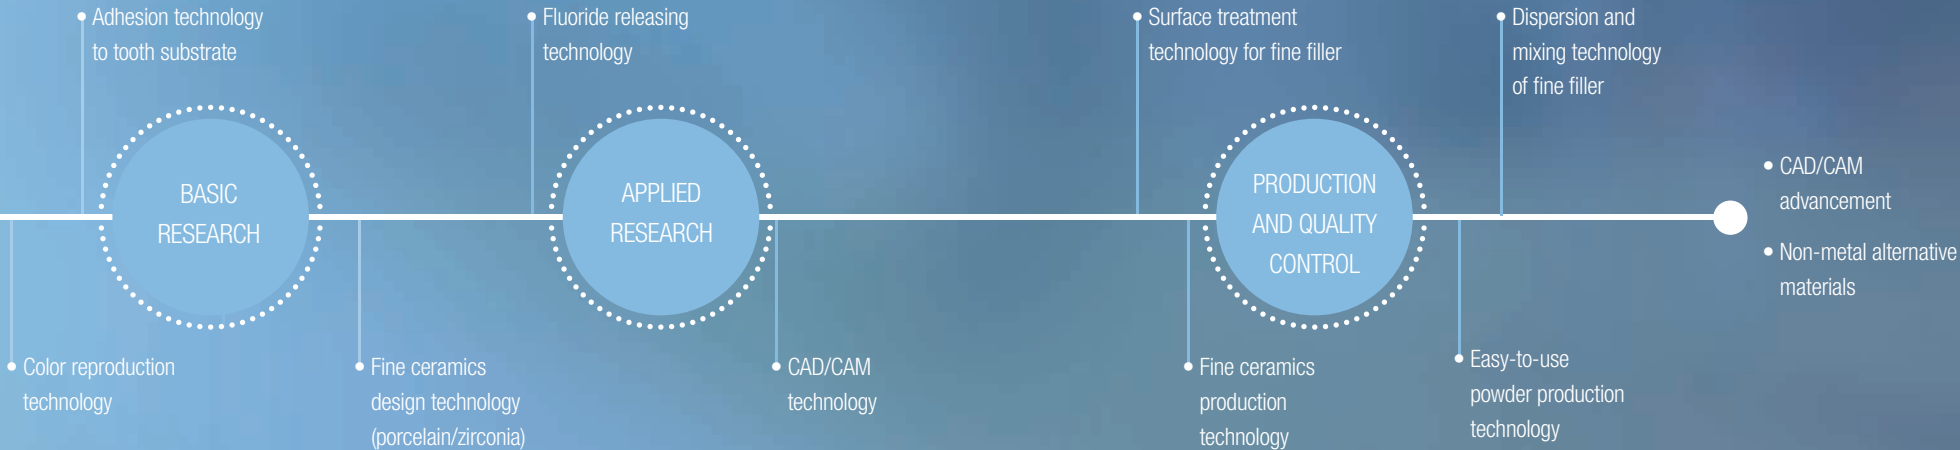 Adhesion technology
to tooth substrate
Fluoride releasing
technology
Surface treatment
technology for fine filler
Dispersion and
mixing technology
of fine filler
BASIC
RESEARCH
APPLIED
RESEARCH
PRODUCTION
AND QUALITY
CONTROL
CAD/CAM
advancement
Non-metal alternative
materials
Color reproduction
technology
Fine ceramics
design technology
(porcelain/zirconia)
CAD/CAM
technology
Fine ceramics
production
technology
Easy-to-use
powder production
technology